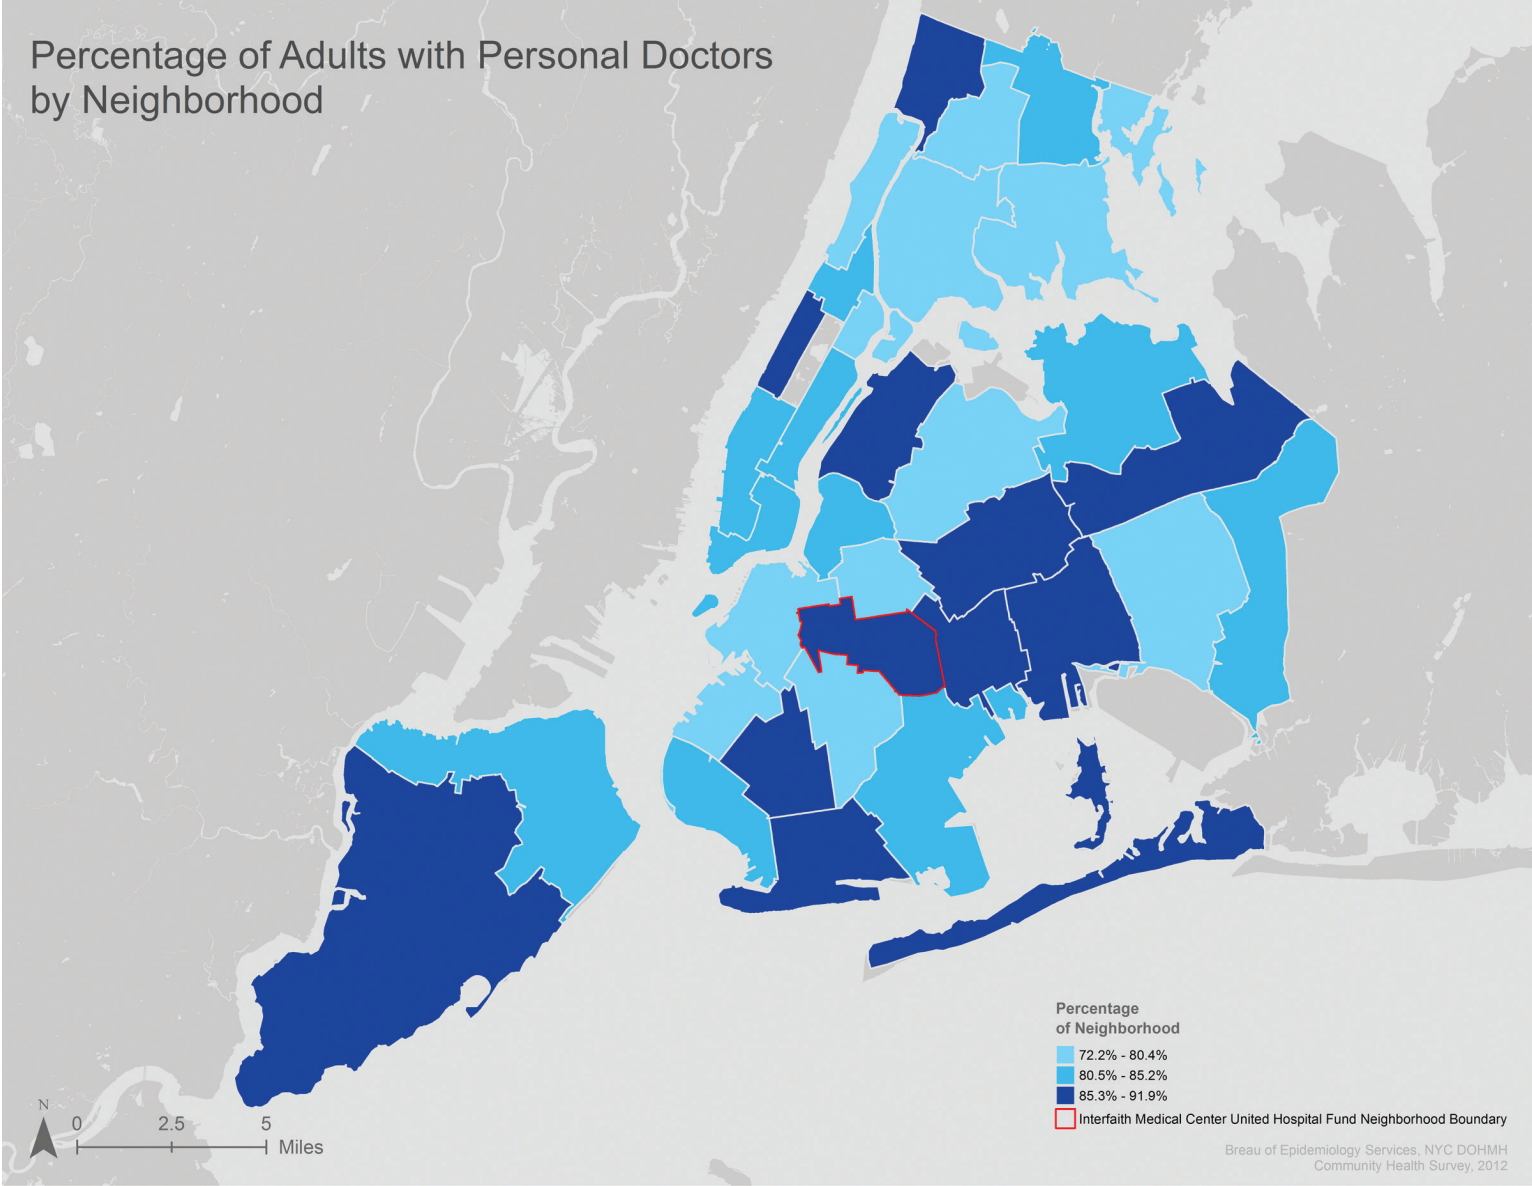 Percentage of Adults with Personal Doctors
by Neighborhood
Percentage
of Neighborhood
72.2% - 80.4%
80.5% - 85.2%
85.3% - 91.9%
Interfaith Medical Center United Hospital Fund Neighborhood Boundary
N
0 2.5 5
Miles
Breau of Epidemiology Services, NYC DOHMH
Community Health Survey, 2012